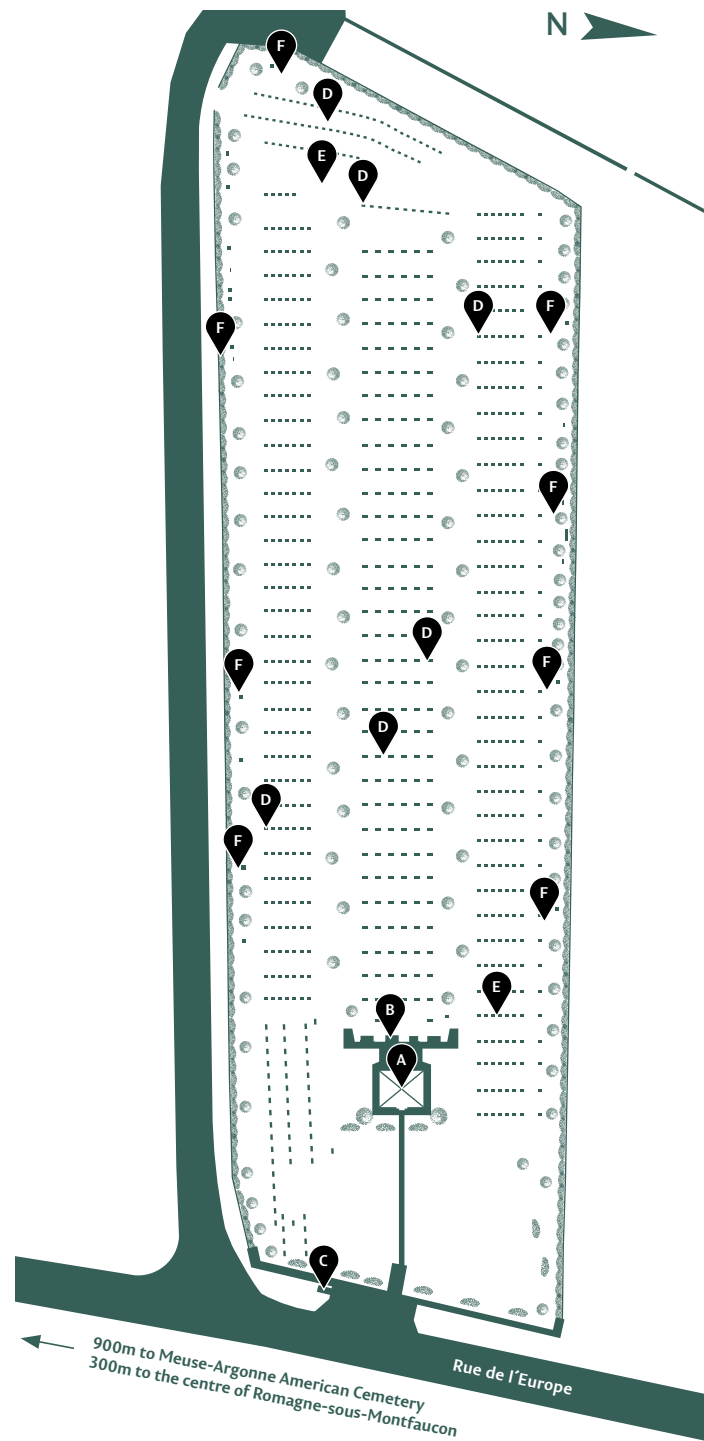 N
F
D
E
D
D
F
F
F
D
F
F
D
D
F
F
E
B
A
C
900m to Meuse-Argonne American Cemetery
300m to the centre of Romagne-sous-Montfaucon
Rue de l´Europe